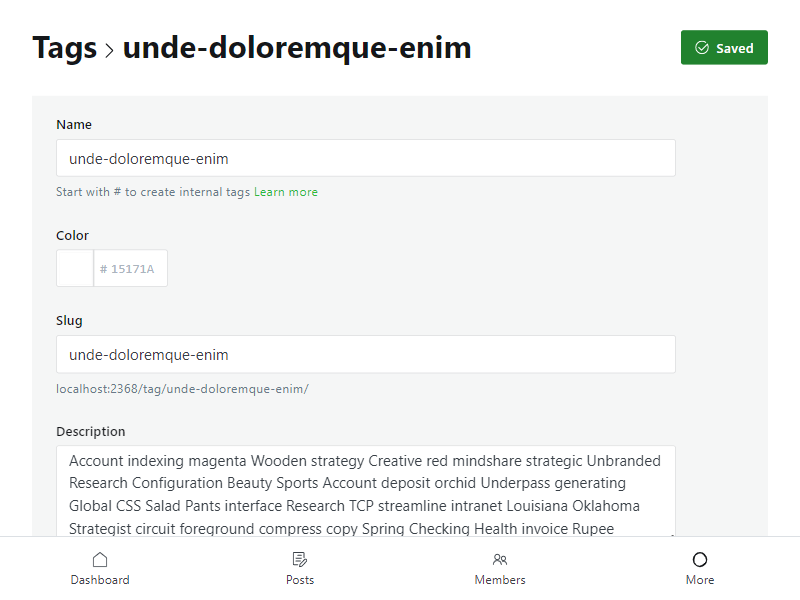 Tags > unde-doloremque-enim
Saved
Name
unde-doloremque-enim
Start with # to create internal tags Learn more
Color
# 15171A
Slug
unde-doloremque-enim
localhost:2368/tag/unde-doloremque-enim/
Description
Account indexing magenta Wooden strategy Creative red mindshare strategic Unbranded
Research Configuration Beauty Sports Account deposit orchid Underpass generating
Global CSS Salad Pants interface Research TCP streamline intranet Louisiana Oklahoma
Strategist circuit foreground compress copy Spring Checking Health invoice Rupee
Dashboard
Posts
Members
More